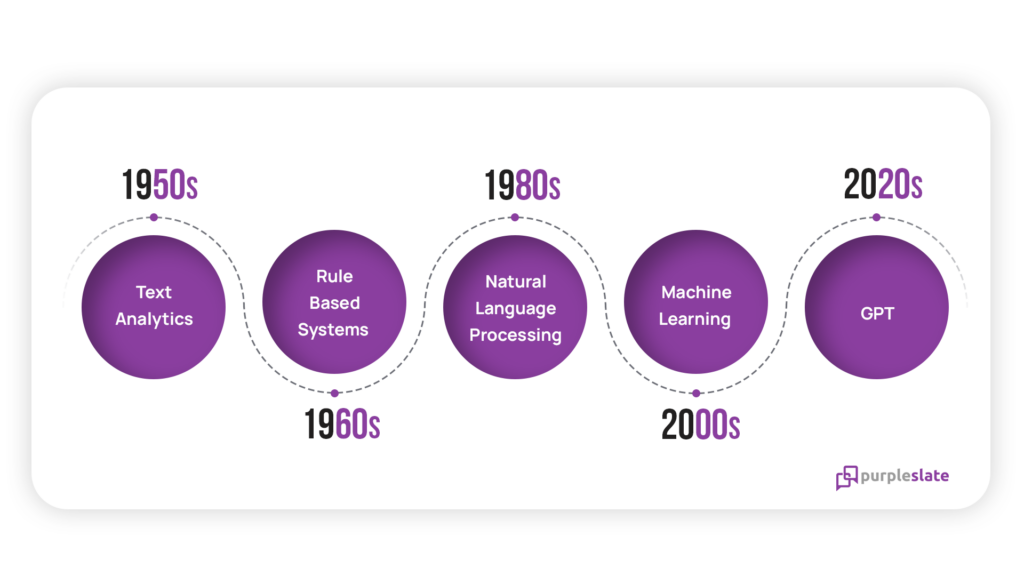 1950s
Text
Analytics
Rule
Based
Systems
1960s
1980s
Natural
Language
Processing
Machine
Learning
2000s
2020s
GPT
purpleslate